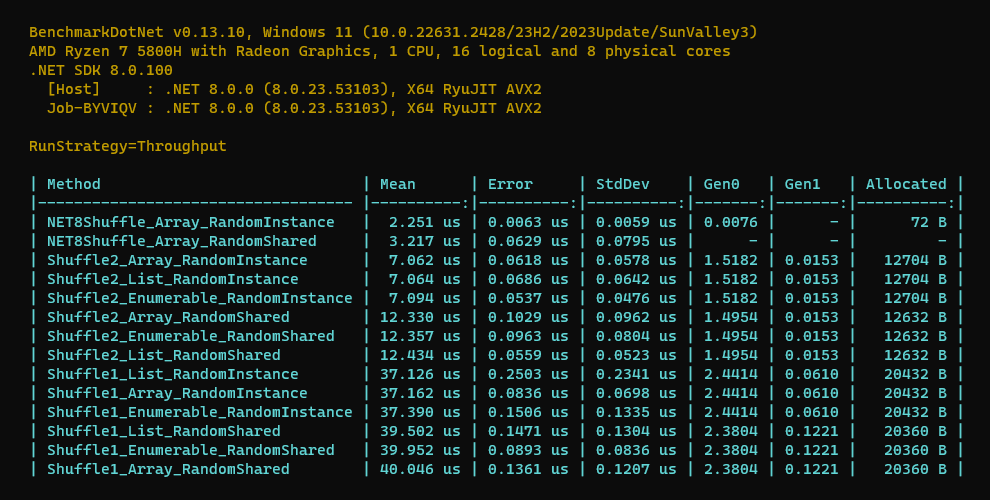 BenchmarkDotNet v0.13.10, Windows 11 (10.0.22631.2428/23H2/2023Update/SunValley3)
AMD Ryzen 7 5800H with Radeon Graphics, 1 CPU, 16 logical and 8 physical cores
.NET SDK 8.0.100
  [Host]     : .NET 8.0.0 (8.0.23.53103), X64 RyuJIT AVX2
  Job-BYVIQV : .NET 8.0.0 (8.0.23.53103), X64 RyuJIT AVX2
RunStrategy=Throughput
| Method                             | Mean      | Error     | StdDev    | Gen0   | Gen1   | Allocated |
|----------------------------------- |----------:|----------:|----------:|-------:|-------:|----------:|
| NET8Shuffle_Array_RandomInstance   |  2.251 us | 0.0063 us | 0.0059 us | 0.0076 |      - |      72 B |
| NET8Shuffle_Array_RandomShared     |  3.217 us | 0.0629 us | 0.0795 us |      - |      - |         - |
| Shuffle2_Array_RandomInstance      |  7.062 us | 0.0618 us | 0.0578 us | 1.5182 | 0.0153 |   12704 B |
| Shuffle2_List_RandomInstance       |  7.064 us | 0.0686 us | 0.0642 us | 1.5182 | 0.0153 |   12704 B |
| Shuffle2_Enumerable_RandomInstance |  7.094 us | 0.0537 us | 0.0476 us | 1.5182 | 0.0153 |   12704 B |
| Shuffle2_Array_RandomShared        | 12.330 us | 0.1029 us | 0.0962 us | 1.4954 | 0.0153 |   12632 B |
| Shuffle2_Enumerable_RandomShared   | 12.357 us | 0.0963 us | 0.0804 us | 1.4954 | 0.0153 |   12632 B |
| Shuffle2_List_RandomShared         | 12.434 us | 0.0559 us | 0.0523 us | 1.4954 | 0.0153 |   12632 B |
| Shuffle1_List_RandomInstance       | 37.126 us | 0.2503 us | 0.2341 us | 2.4414 | 0.0610 |   20432 B |
| Shuffle1_Array_RandomInstance      | 37.162 us | 0.0836 us | 0.0698 us | 2.4414 | 0.0610 |   20432 B |
| Shuffle1_Enumerable_RandomInstance | 37.390 us | 0.1506 us | 0.1335 us | 2.4414 | 0.0610 |   20432 B |
| Shuffle1_List_RandomShared         | 39.502 us | 0.1471 us | 0.1304 us | 2.3804 | 0.1221 |   20360 B |
| Shuffle1_Enumerable_RandomShared   | 39.952 us | 0.0893 us | 0.0836 us | 2.3804 | 0.1221 |   20360 B |
| Shuffle1_Array_RandomShared        | 40.046 us | 0.1361 us | 0.1207 us | 2.3804 | 0.1221 |   20360 B |